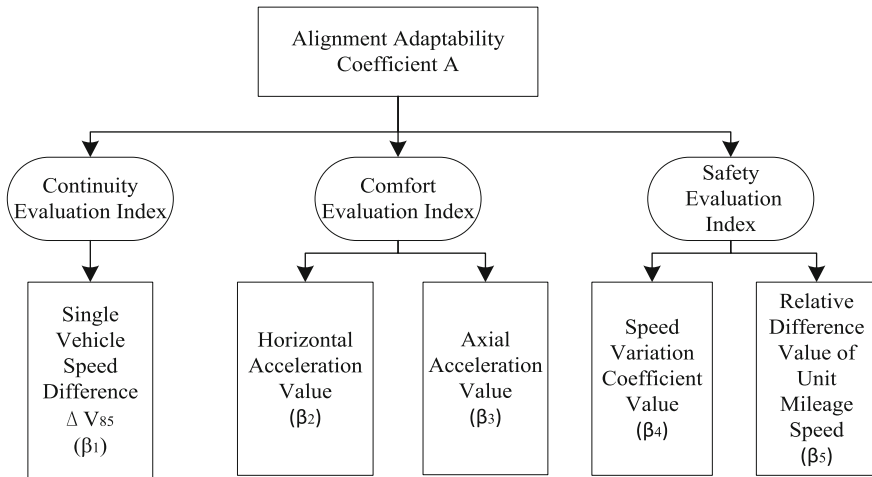 Alignment Adaptability
Coefficient A
Continuity
Evaluation Index
Comfort
Evaluation Index
Safety
Evaluation
Index
Single
Vehicle
Speed
Difference
Δ V₈₅
(β₁)
Horizontal
Acceleration
Value
(β₂)
Axial
Acceleration
Value
(β₃)
Speed
Variation
Coefficient
Value
(β₄)
Relative
Difference
Value of
Unit
Mileage
Speed
(β₅)